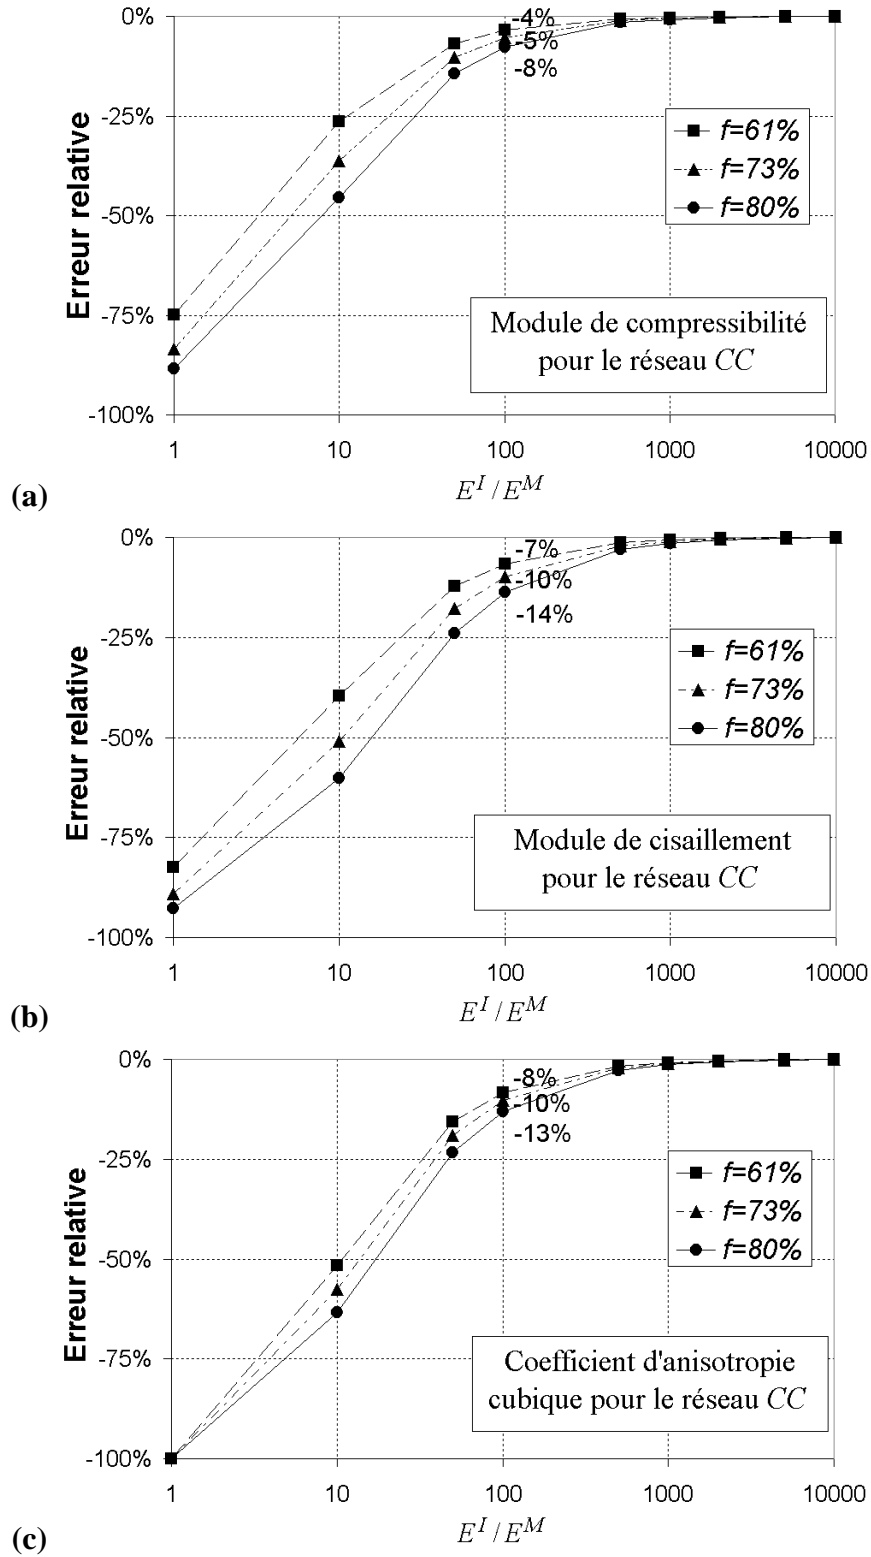 0%
-25%
-50%
-75%
-100%
Erreur relative
-4%
-5%
-8%
f=61%
f=73%
f=80%
Module de compressibilité
pour le réseau CC
1 10 100 1000 10000
(a)
E^I / E^M
0%
-25%
-50%
-75%
-100%
Erreur relative
-7%
-10%
-14%
f=61%
f=73%
f=80%
Module de cisaillement
pour le réseau CC
1 10 100 1000 10000
(b)
E^I / E^M
0%
-25%
-50%
-75%
-100%
Erreur relative
-8%
-10%
-13%
f=61%
f=73%
f=80%
Coefficient d'anisotropie
cubique pour le réseau CC
1 10 100 1000 10000
(c)
E^I / E^M